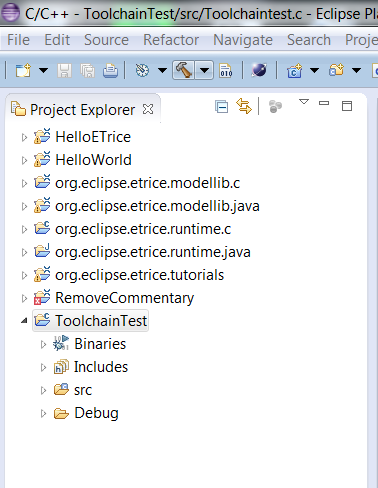 C/C++ - ToolchainTest/src/Toolchaintest.c - Eclipse Pla
File Edit Source Refactor Navigate Search Project
010
Project Explorer
HelloETrice
HelloWorld
org.eclipse.etrice.modellib.c
org.eclipse.etrice.modellib.java
org.eclipse.etrice.runtime.c
org.eclipse.etrice.runtime.java
org.eclipse.etrice.tutorials
RemoveCommentary
ToolchainTest
Binaries
Includes
src
Debug